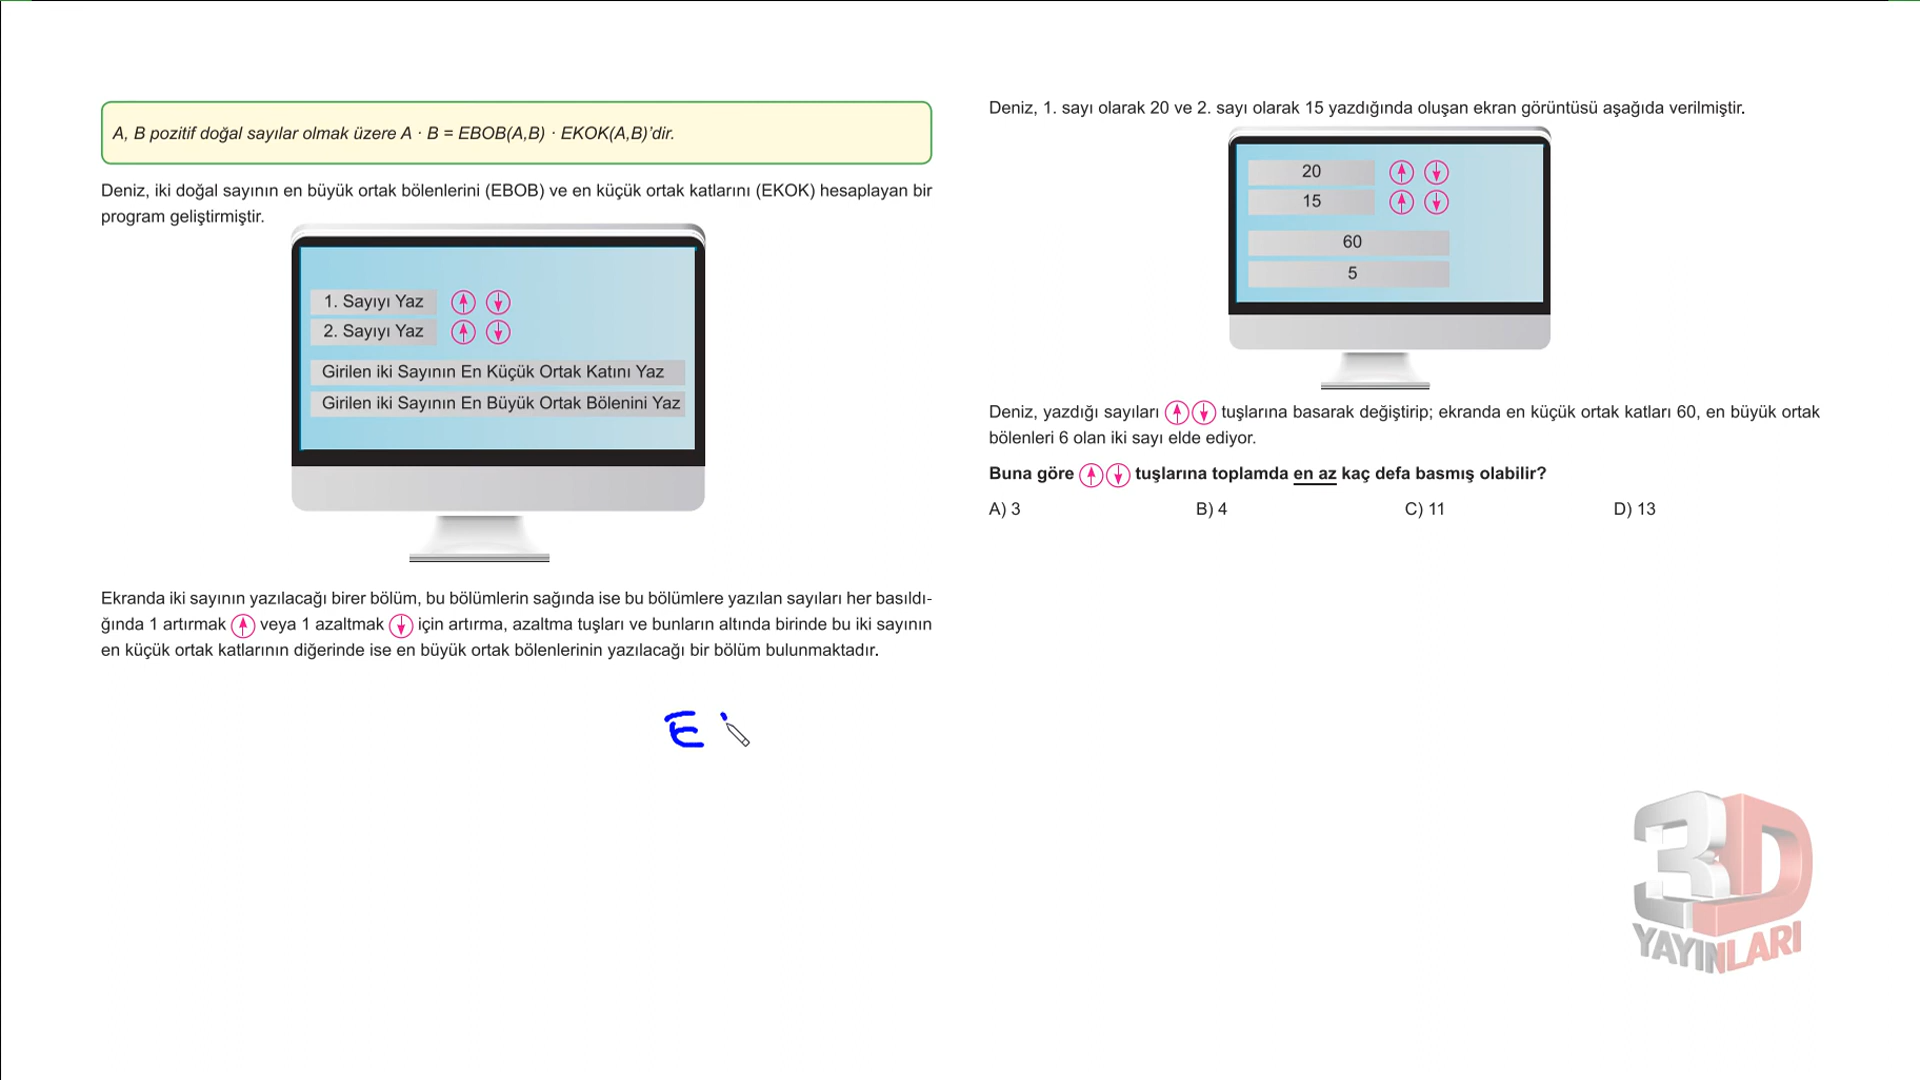 A, B pozitif doğal sayılar olmak üzere A · B = EBOB(A,B) · EKOK(A,B)'dir.
Deniz, iki doğal sayının en büyük ortak bölenlerini (EBOB) ve en küçük ortak katlarını (EKOK) hesaplayan bir
program geliştirmiştir.
1. Sayıyı Yaz
2. Sayıyı Yaz
Girilen iki Sayının En Küçük Ortak Katını Yaz
Girilen iki Sayının En Büyük Ortak Bölenini Yaz
Ekranda iki sayının yazılacağı birer bölüm, bu bölümlerin sağında ise bu bölümlere yazılan sayıları her basıldı-
ğında 1 artırmak veya 1 azaltmak için artırma, azaltma tuşları ve bunların altında birinde bu iki sayının
en küçük ortak katlarının diğerinde ise en büyük ortak bölenlerinin yazılacağı bir bölüm bulunmaktadır.
E
Deniz, 1. sayı olarak 20 ve 2. sayı olarak 15 yazdığında oluşan ekran görüntüsü aşağıda verilmiştir.
20
15
60
5
Deniz, yazdığı sayıları tuşlarına basarak değiştirip; ekranda en küçük ortak katları 60, en büyük ortak
bölenleri 6 olan iki sayı elde ediyor.
Buna göre tuşlarına toplamda en az kaç defa basmış olabilir?
A) 3 B) 4 C) 11 D) 13
3D
YAYINLARI